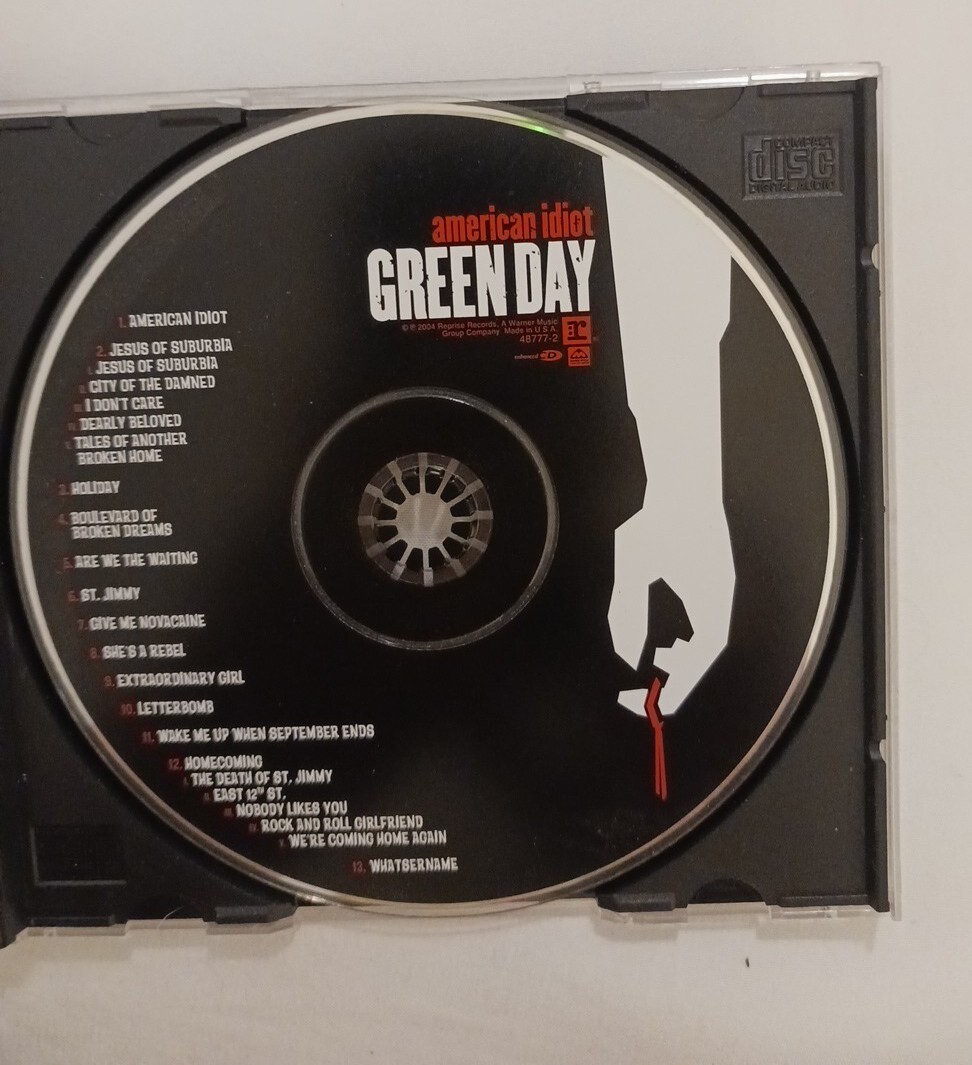 COMPACT
disc
DIGITAL AUDIO
american idiot
GREEN DAY
© ℗ 2004 Reprise Records, A Warner Music
Group Company Made in U.S.A.
48777-2
r
enhanced CD
1. AMERICAN IDIOT
2. JESUS OF SUBURBIA
I. JESUS OF SUBURBIA
II. CITY OF THE DAMNED
III. I DON'T CARE
IV. DEARLY BELOVED
V. TALES OF ANOTHER
BROKEN HOME
3. HOLIDAY
4. BOULEVARD OF
BROKEN DREAMS
5. ARE WE THE WAITING
6. ST. JIMMY
7. GIVE ME NOVACAINE
8. SHE'S A REBEL
9. EXTRAORDINARY GIRL
10. LETTERBOMB
11. WAKE ME UP WHEN SEPTEMBER ENDS
12. HOMECOMING
I. THE DEATH OF ST. JIMMY
II. EAST 12TH ST.
III. NOBODY LIKES YOU
IV. ROCK AND ROLL GIRLFRIEND
V. WE'RE COMING HOME AGAIN
13. WHATSERNAME